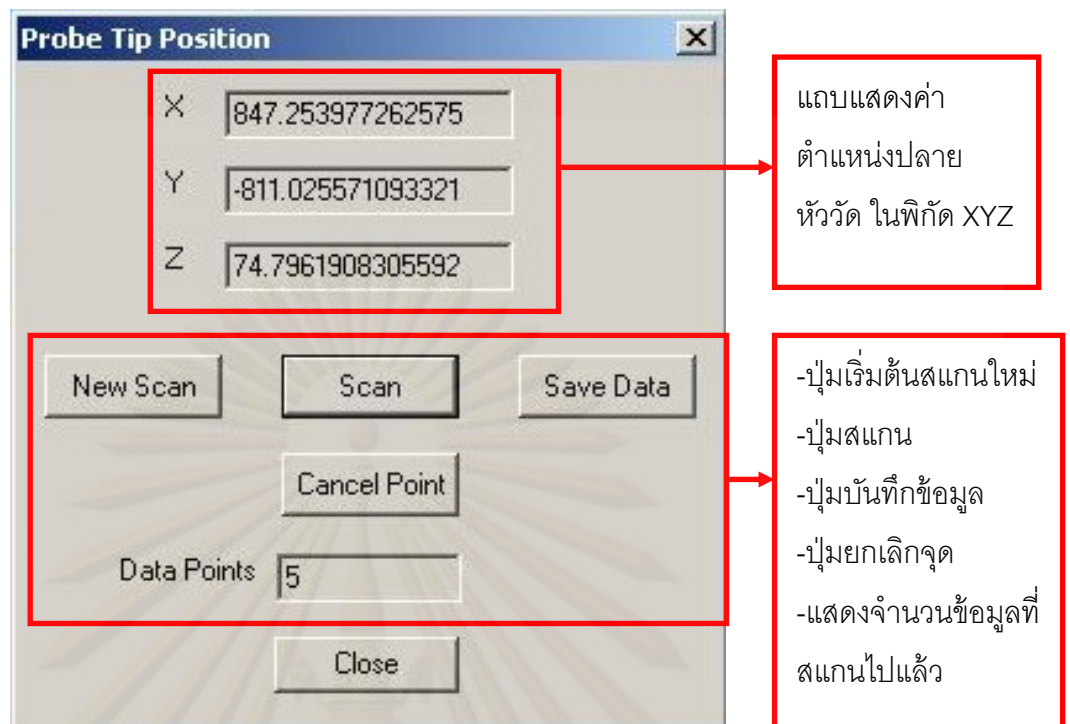 Probe Tip Position
X 847.253977262575
Y -811.025571093321
Z 74.7961908305592
แถบแสดงค่า
ตำแหน่งปลาย
หัววัด ในพิกัด XYZ
New Scan Scan Save Data
Cancel Point
Data Points 5
Close
-ปุ่มเริ่มต้นสแกนใหม่
-ปุ่มสแกน
-ปุ่มบันทึกข้อมูล
-ปุ่มยกเลิกจุด
-แสดงจำนวนข้อมูลที่
สแกนไปแล้ว